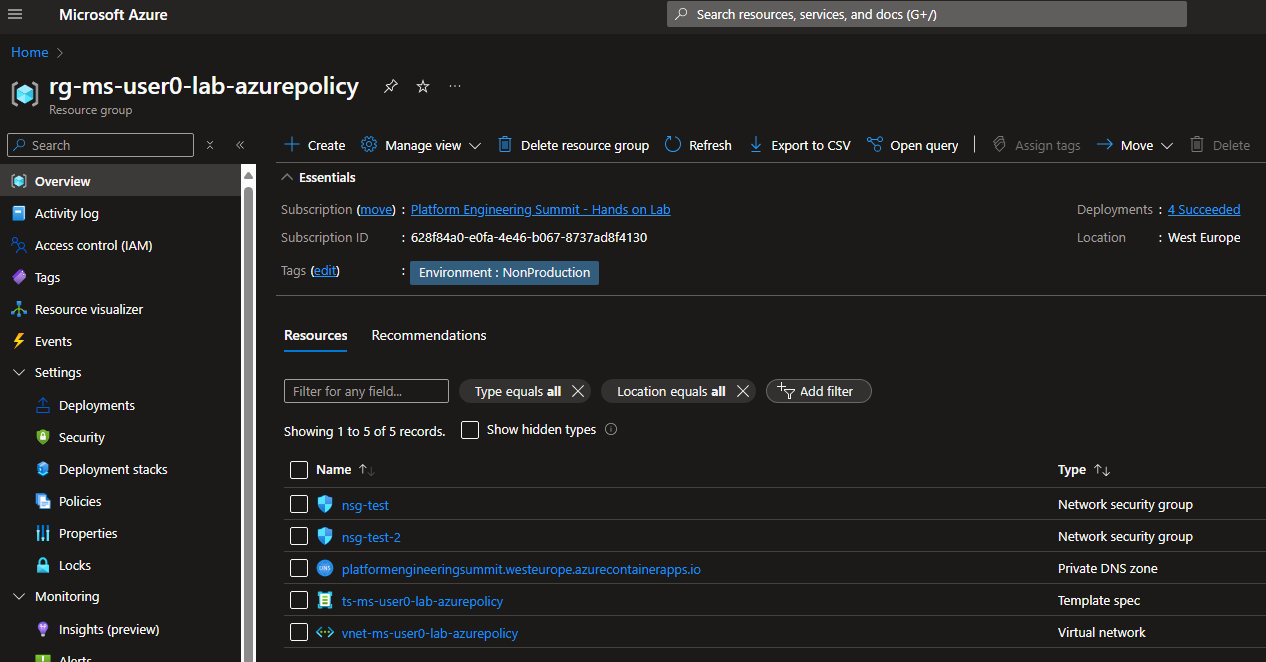 Microsoft Azure
Search resources, services, and docs (G+/)
Home
rg-ms-user0-lab-azurepolicy
Resource group
Search
Overview
Activity log
Access control (IAM)
Tags
Resource visualizer
Events
Settings
Deployments
Security
Deployment stacks
Policies
Properties
Locks
Monitoring
Insights (preview)
Alerts
Create Manage view Delete resource group Refresh Export to CSV Open query Assign tags Move Delete
Essentials
Subscription (move) : Platform Engineering Summit - Hands on Lab
Subscription ID : 628f84a0-e0fa-4e46-b067-8737ad8f4130
Tags (edit) : Environment : NonProduction
Deployments : 4 Succeeded
Location : West Europe
Resources Recommendations
Filter for any field... Type equals all Location equals all Add filter
Showing 1 to 5 of 5 records. Show hidden types
Name Type
nsg-test Network security group
nsg-test-2 Network security group
DNS platformengineeringsummit.westeurope.azurecontainerapps.io Private DNS zone
ts-ms-user0-lab-azurepolicy Template spec
vnet-ms-user0-lab-azurepolicy Virtual network